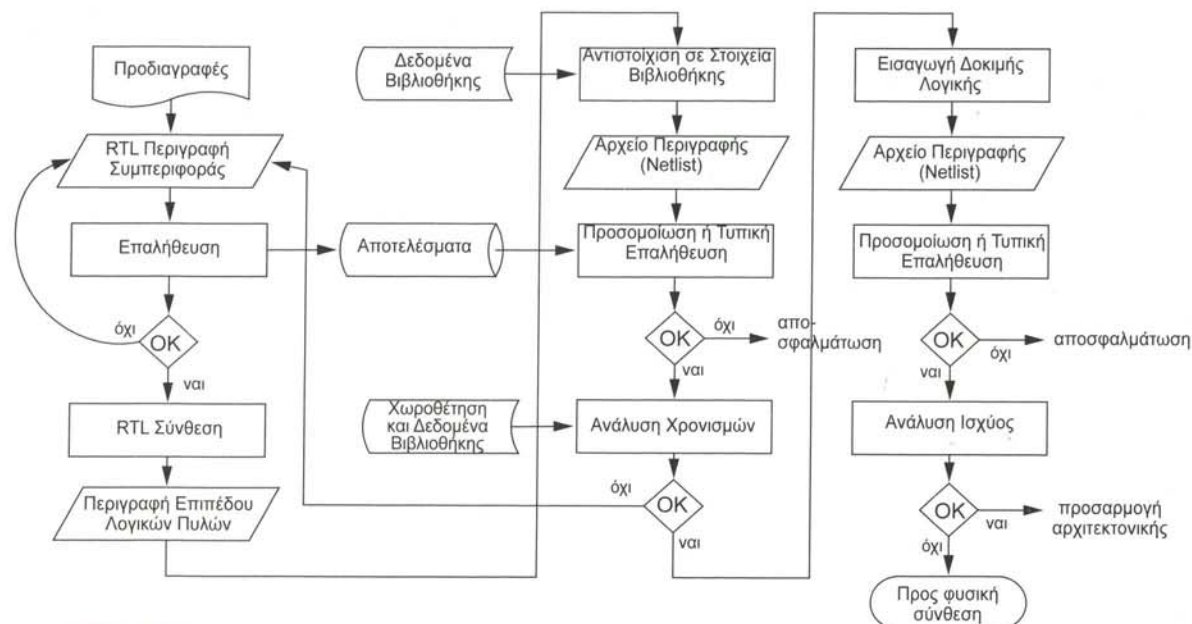 Προδιαγραφές
RTL Περιγραφή
Συμπεριφοράς
Επαλήθευση
όχι
OK
ναι
RTL Σύνθεση
Περιγραφή Επιπέδου
Λογικών Πυλών
Δεδομένα
Βιβλιοθήκης
Αντιστοίχιση σε Στοιχεία
Βιβλιοθήκης
Αρχείο Περιγραφής
(Netlist)
Αποτελέσματα
Προσομοίωση ή Τυπική
Επαλήθευση
OK
όχι
απο-
σφαλμάτωση
ναι
Χωροθέτηση
και Δεδομένα
Βιβλιοθήκης
Ανάλυση Χρονισμών
όχι
OK
ναι
Εισαγωγή Δοκιμής
Λογικής
Αρχείο Περιγραφής
(Netlist)
Προσομοίωση ή Τυπική
Επαλήθευση
OK
όχι
αποσφαλμάτωση
ναι
Ανάλυση Ισχύος
OK
ναι
προσαρμογή
αρχιτεκτονικής
όχι
Προς φυσική
σύνθεση